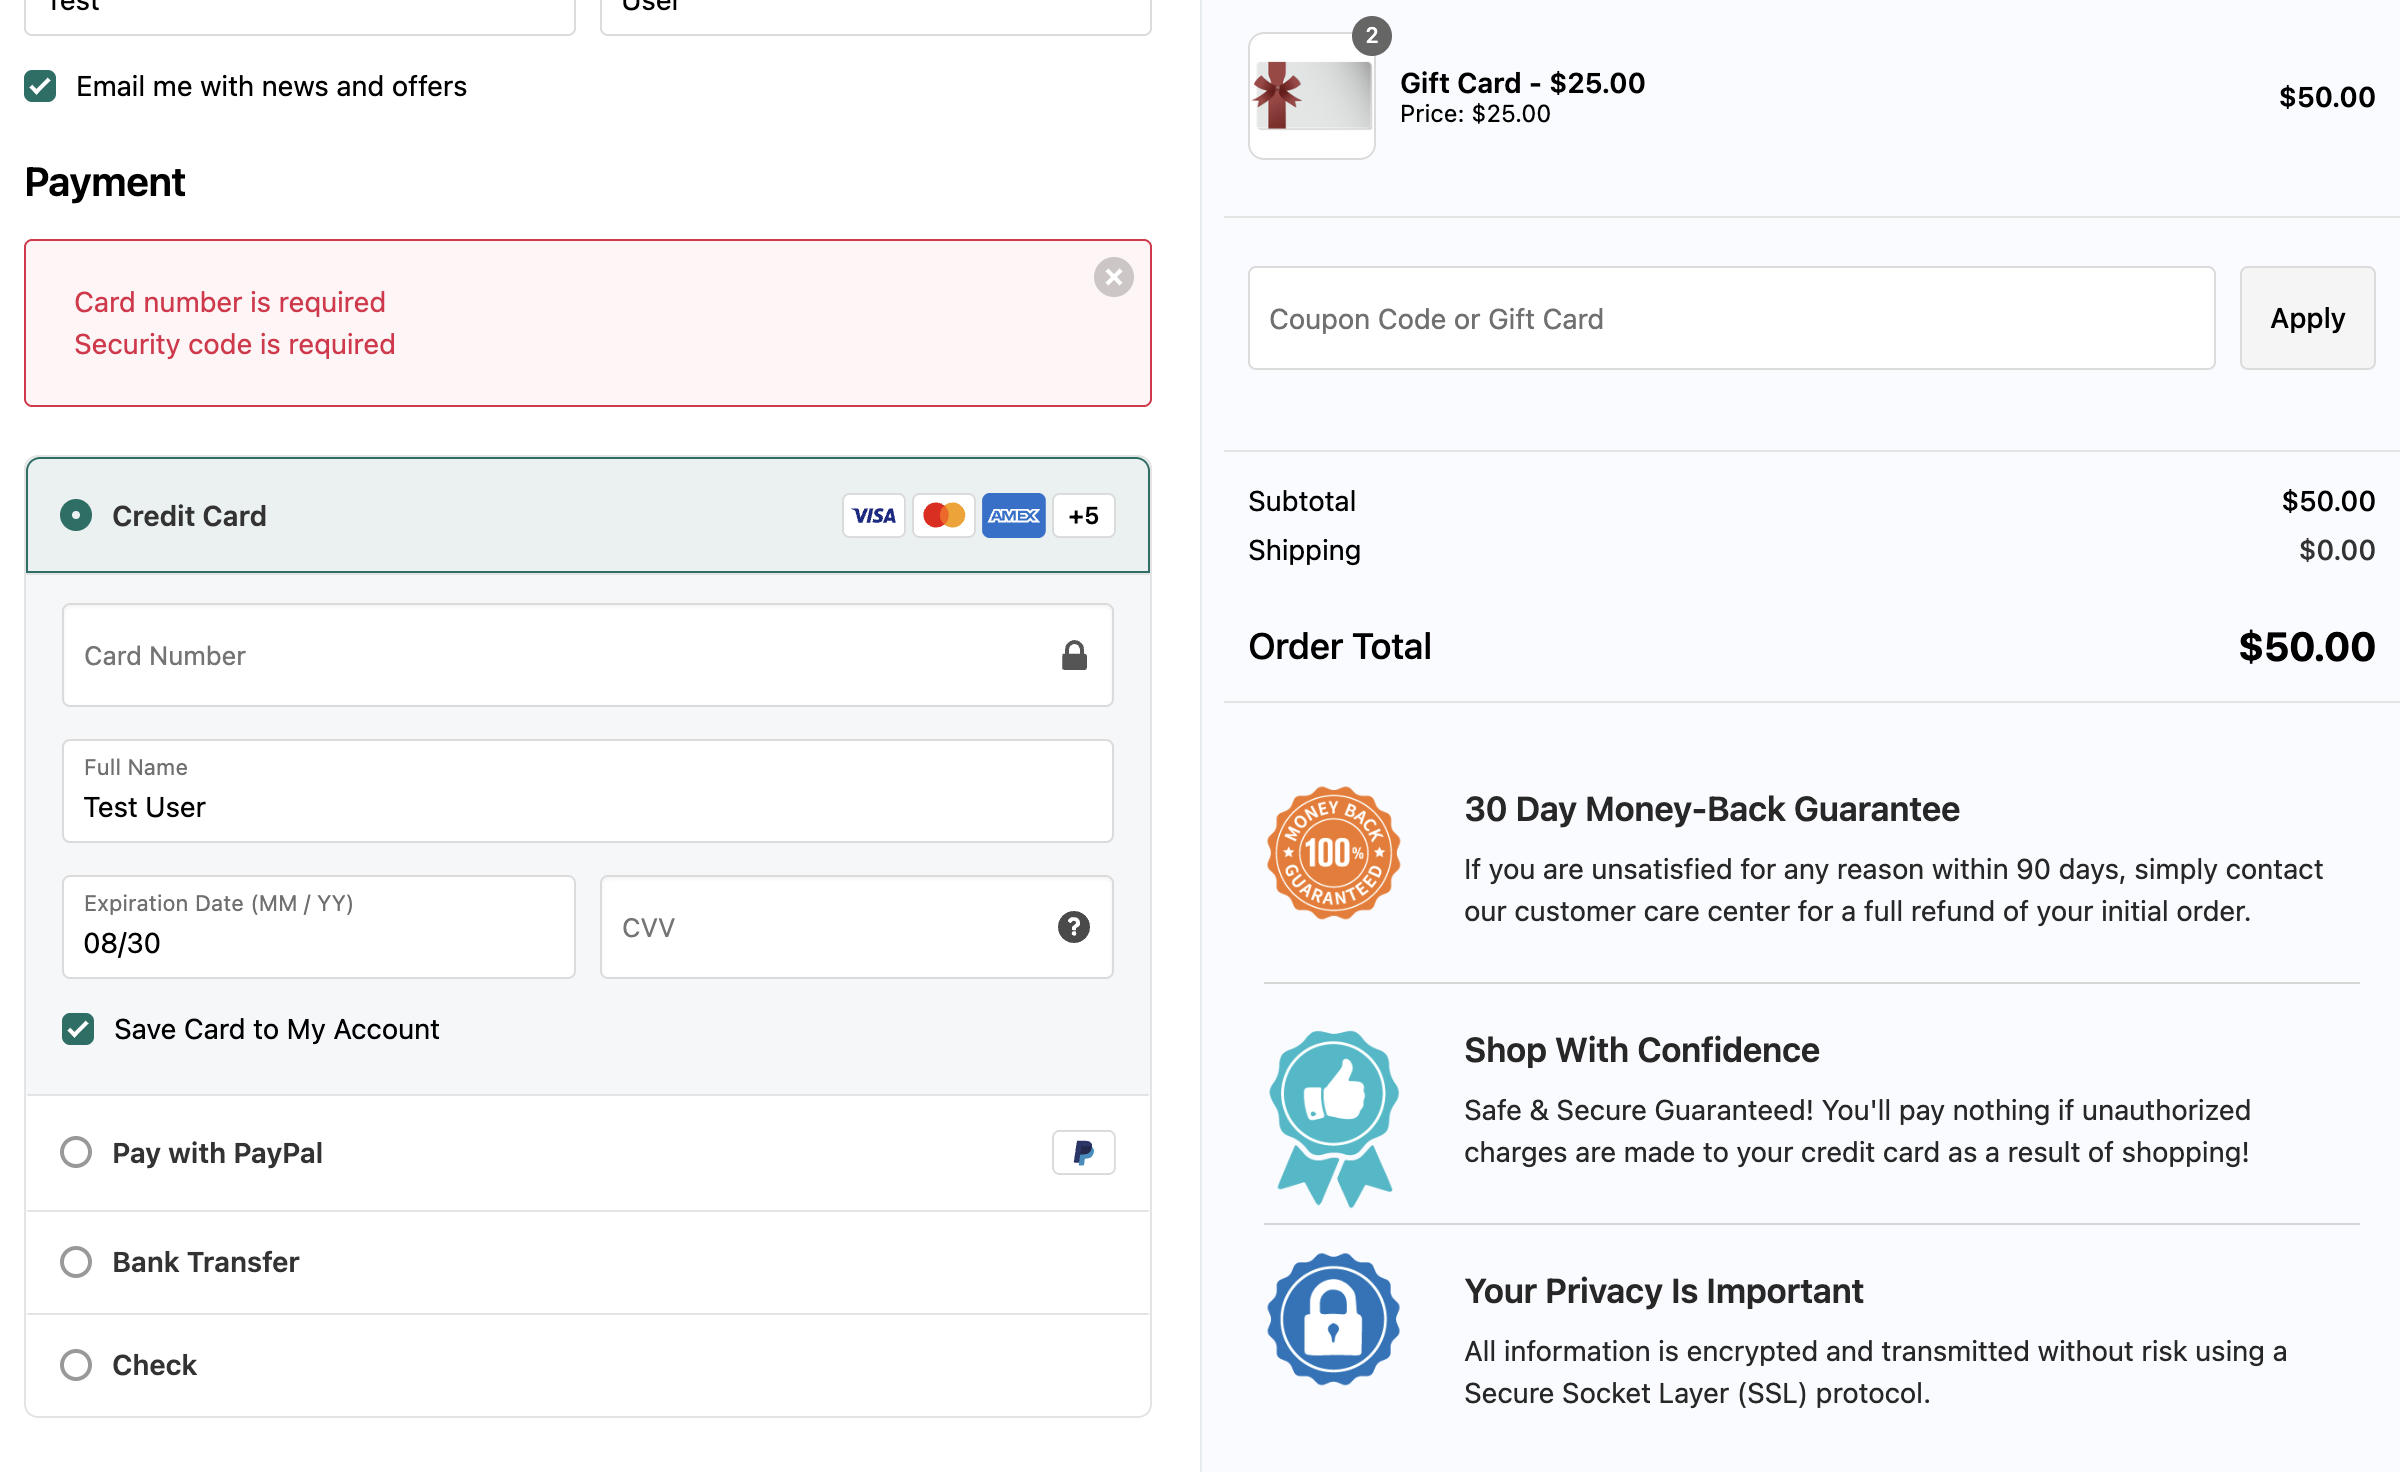 Test
User
Email me with news and offers
Payment
Card number is required
Security code is required
Credit Card
VISA
AMEX
+5
Card Number
Full Name
Test User
Expiration Date (MM / YY)
08/30
CVV
?
Save Card to My Account
Pay with PayPal
Bank Transfer
Check
2
Gift Card - $25.00
Price: $25.00
$50.00
Coupon Code or Gift Card
Apply
Subtotal
$50.00
Shipping
$0.00
Order Total
$50.00
MONEY BACK
100%
GUARANTEED
30 Day Money-Back Guarantee
If you are unsatisfied for any reason within 90 days, simply contact
our customer care center for a full refund of your initial order.
Shop With Confidence
Safe & Secure Guaranteed! You'll pay nothing if unauthorized
charges are made to your credit card as a result of shopping!
Your Privacy Is Important
All information is encrypted and transmitted without risk using a
Secure Socket Layer (SSL) protocol.